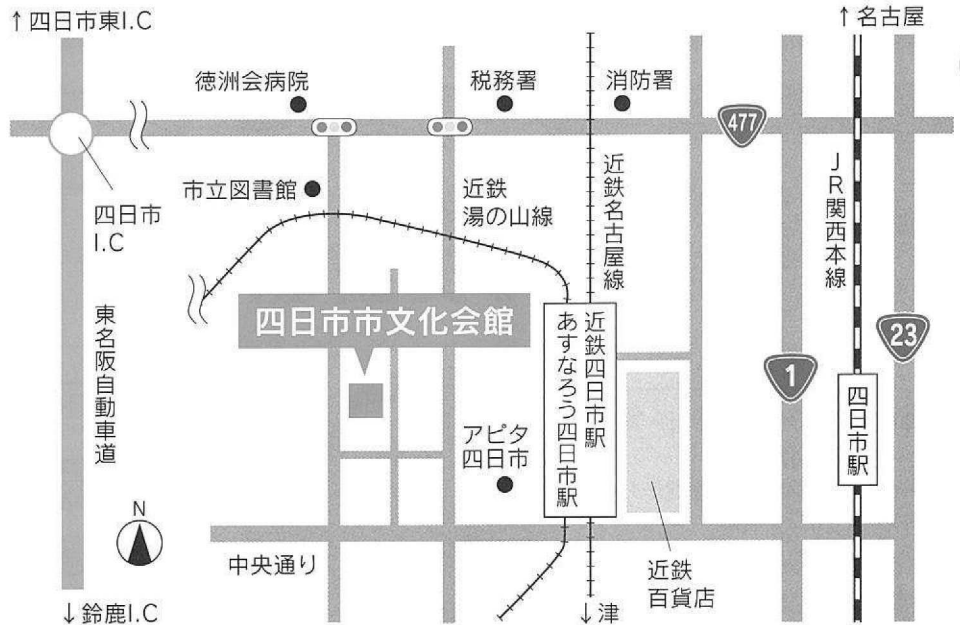 ↑四日市東I.C
↑名古屋
徳洲会病院
税務署
消防署
477
市立図書館
近鉄
湯の山線
近鉄名古屋線
JR関西本線
四日市
I.C
東名阪自動車道
四日市市文化会館
近鉄四日市駅
あすなろう四日市駅
1
23
四日市駅
アピタ
四日市
N
中央通り
近鉄
百貨店
↓鈴鹿I.C
↓津